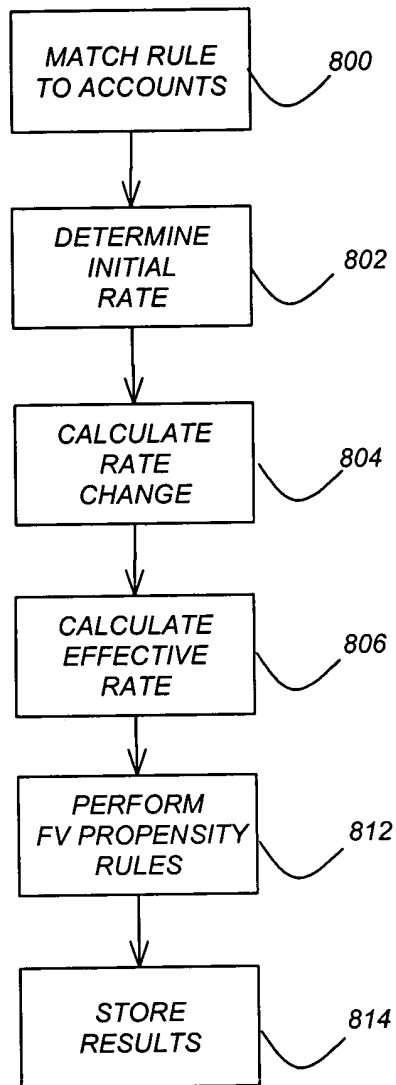 MATCH RULE
TO ACCOUNTS
800
DETERMINE
INITIAL
RATE
802
CALCULATE
RATE
CHANGE
804
CALCULATE
EFFECTIVE
RATE
806
PERFORM
FV PROPENSITY
RULES
812
STORE
RESULTS
814